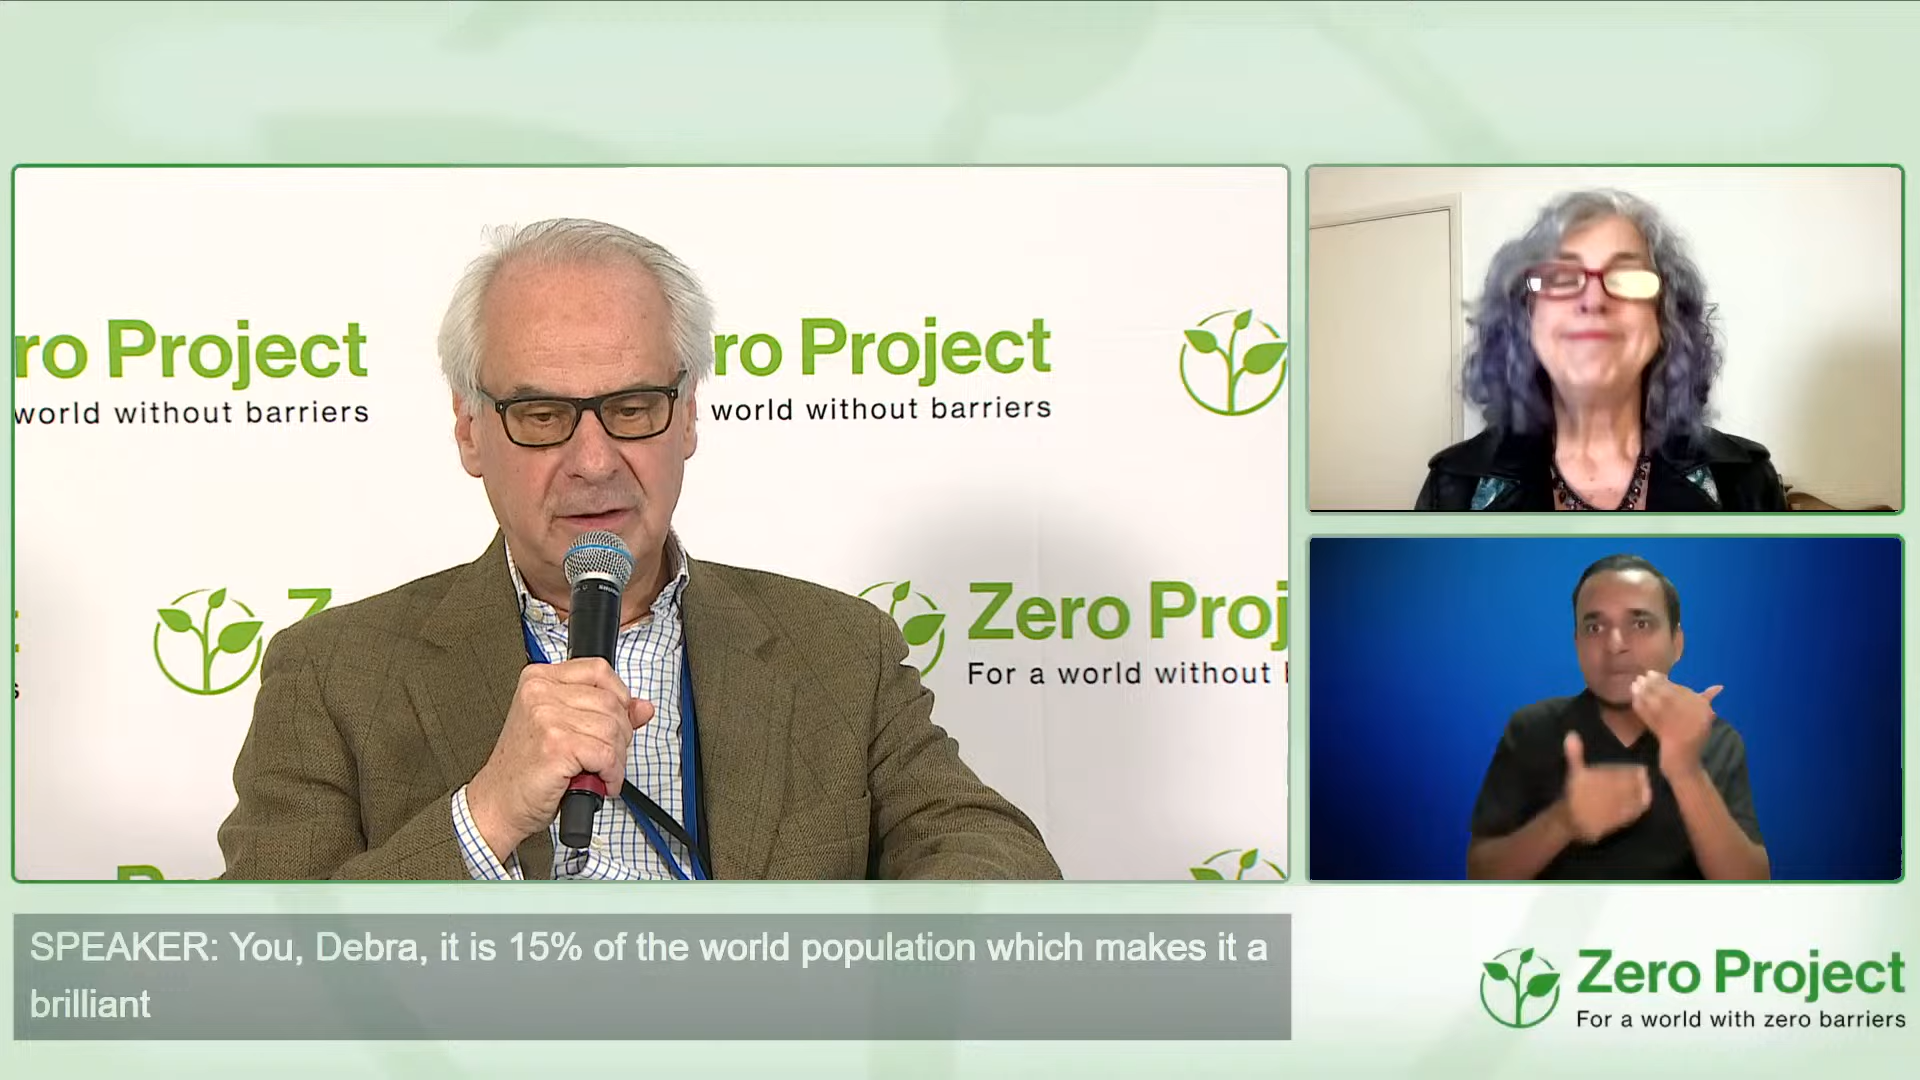 ro Project
world without barriers
ro Project
world without barriers
Zero Proj
For a world without
SPEAKER: You, Debra, it is 15% of the world population which makes it a
brilliant
Zero Project
For a world with zero barriers